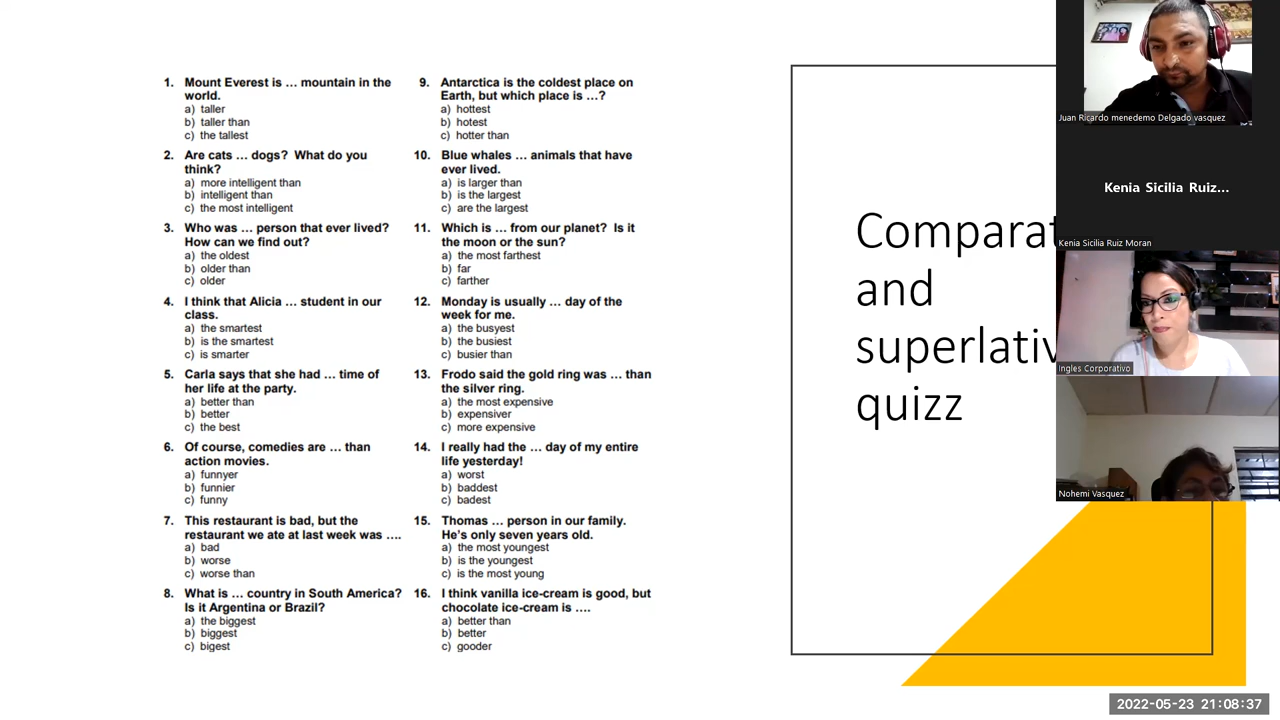 1. Mount Everest is … mountain in the
world.
a) taller
b) taller than
c) the tallest
2. Are cats … dogs? What do you
think?
a) more intelligent than
b) intelligent than
c) the most intelligent
3. Who was … person that ever lived?
How can we find out?
a) the oldest
b) older than
c) older
4. I think that Alicia … student in our
class.
a) the smartest
b) is the smartest
c) is smarter
5. Carla says that she had … time of
her life at the party.
a) better than
b) better
c) the best
6. Of course, comedies are … than
action movies.
a) funnyer
b) funnier
c) funny
7. This restaurant is bad, but the
restaurant we ate at last week was ….
a) bad
b) worse
c) worse than
8. What is … country in South America?
Is it Argentina or Brazil?
a) the biggest
b) biggest
c) bigest
9. Antarctica is the coldest place on
Earth, but which place is …?
a) hottest
b) hotest
c) hotter than
10. Blue whales … animals that have
ever lived.
a) is larger than
b) is the largest
c) are the largest
11. Which is … from our planet? Is it
the moon or the sun?
a) the most farthest
b) far
c) farther
12. Monday is usually … day of the
week for me.
a) the busyest
b) the busiest
c) busier than
13. Frodo said the gold ring was … than
the silver ring.
a) the most expensive
b) expensiver
c) more expensive
14. I really had the … day of my entire
life yesterday!
a) worst
b) baddest
c) badest
15. Thomas … person in our family.
He's only seven years old.
a) the most youngest
b) is the youngest
c) is the most young
16. I think vanilla ice-cream is good, but
chocolate ice-cream is ….
a) better than
b) better
c) gooder
Comparat
and
superlativ
quizz
Juan Ricardo menedemo Delgado vasquez
Kenia Sicilia Ruiz...
Kenia Sicilia Ruiz Moran
Ingles Corporativo
Nohemi Vasquez
2022-05-23 21:08:37